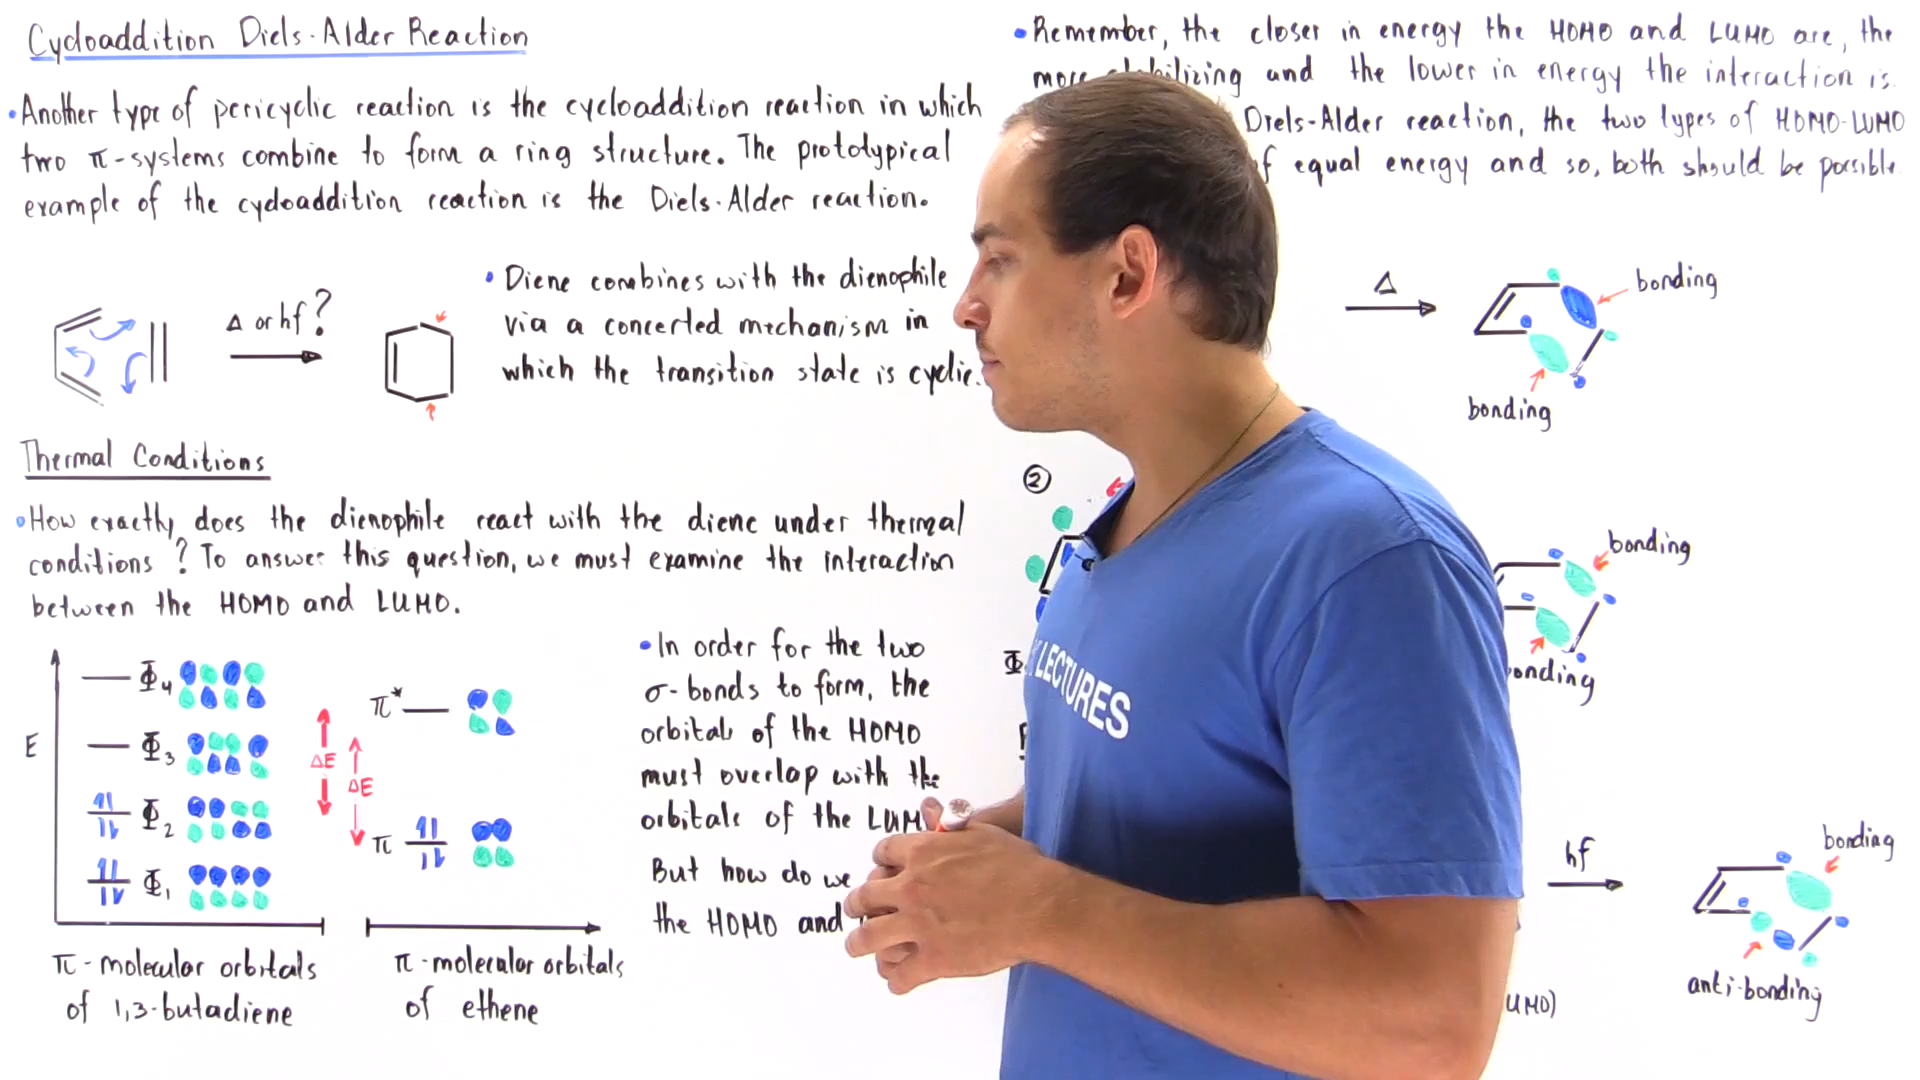 Cycloaddition Diels-Alder Reaction
• Another type of pericyclic reaction is the cycloaddition reaction in which
two π-systems combine to form a ring structure. The prototypical
example of the cycloaddition reaction is the Diels-Alder reaction.
Δ or hf?
• Diene combines with the dienophile
via a concerted mechanism in
which the transition state is cyclic.
Thermal Conditions
• How exactly does the dienophile react with the diene under thermal
conditions? To answer this question, we must examine the interaction
between the HOMO and LUMO.
E
Φ4
Φ3
Φ2
Φ1
ΔE
ΔE
π*
π
π-molecular orbitals
of 1,3-butadiene
π-molecular orbitals
of ethene
• In order for the two
σ-bonds to form, the
orbitals of the HOMO
must overlap with the
orbitals of the LUM
But how do we
the HOMO and
• Remember, the closer in energy the HOMO and LUMO are, the
more stabilizing and the lower in energy the interaction is.
Diels-Alder reaction, the two types of HOMO-LUMO
f equal energy and so, both should be possible.
Δ
bonding
bonding
②
Φ
bonding
onding
LECTURES
hf
bonding
anti-bonding
UMO)